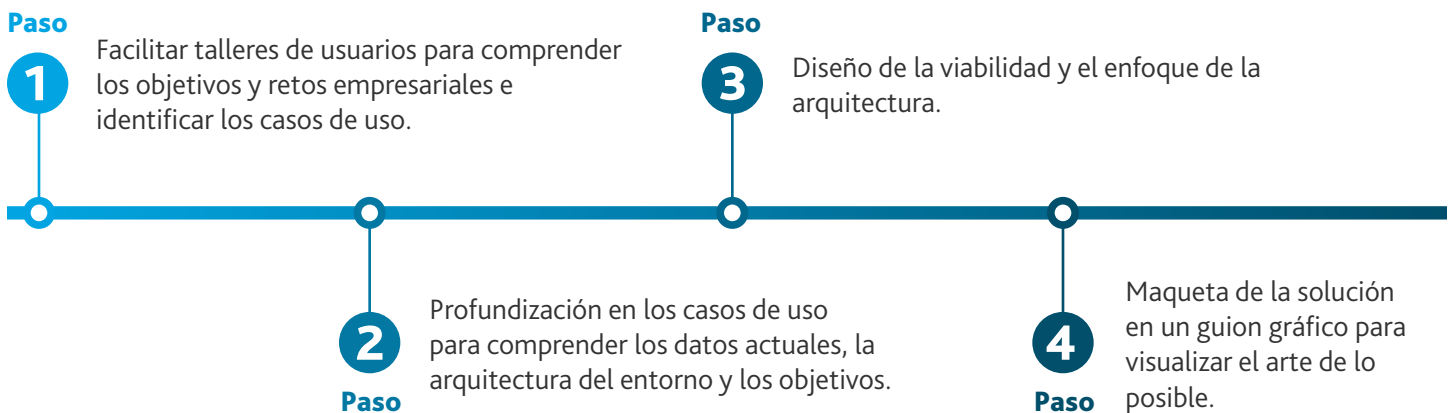 Paso
1
Facilitar talleres de usuarios para comprender
los objetivos y retos empresariales e
identificar los casos de uso.
Profundización en los casos de uso
para comprender los datos actuales, la
arquitectura del entorno y los objetivos.
2
Paso
Paso
3
Diseño de la viabilidad y el enfoque de la
arquitectura.
Maqueta de la solución
en un guion gráfico para
visualizar el arte de lo
posible.
4
Paso